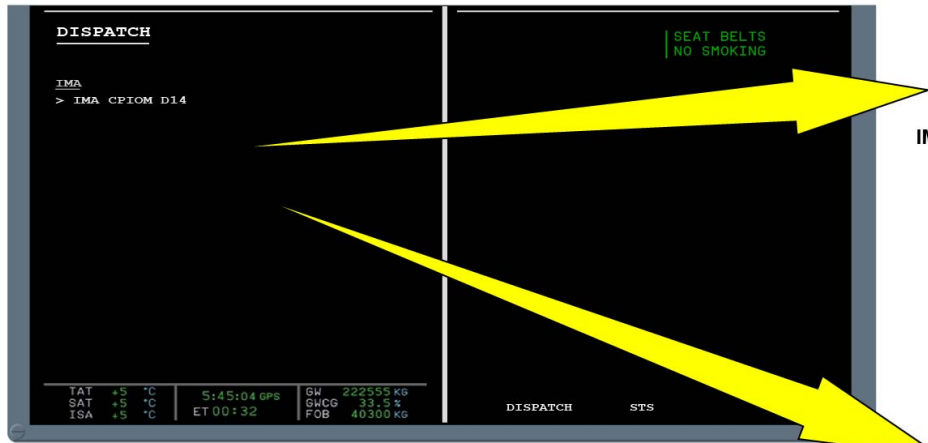 DISPATCH
IMA
> IMA CPIOM D14
SEAT BELTS
NO SMOKING
IM
TAT +5 °C
SAT +5 °C
ISA +5 °C
5:45:04 GPS
ET 00:32
GW 222555 KG
GWCG 33.5 %
FOB 40300 KG
DISPATCH STS